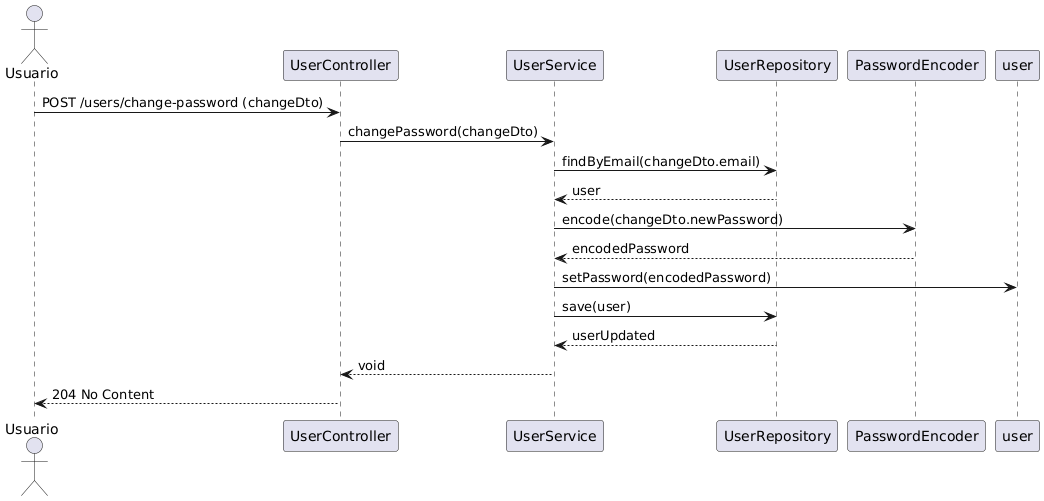 Usuario
UserController
UserService
UserRepository
PasswordEncoder
user
POST /users/change-password (changeDto)
changePassword(changeDto)
findByEmail(changeDto.email)
user
encode(changeDto.newPassword)
encodedPassword
setPassword(encodedPassword)
save(user)
userUpdated
void
204 No Content
Usuario
UserController
UserService
UserRepository
PasswordEncoder
user